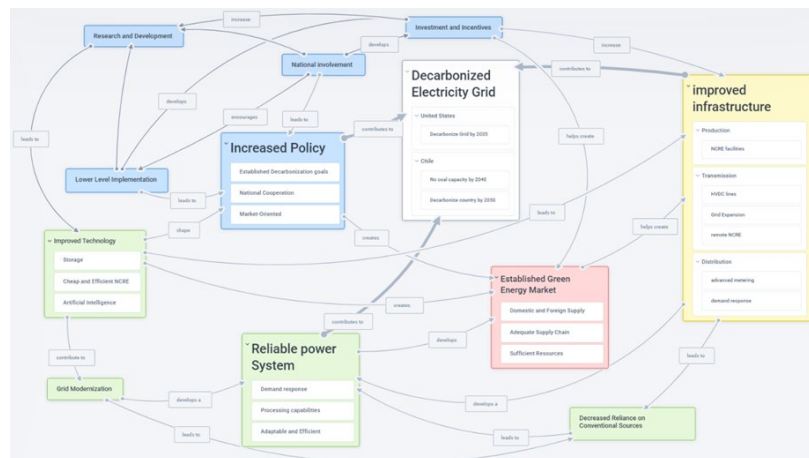 increase
Research and Development
Investment and Incentives
develops
increase
National involvement
Decarbonized
Electricity Grid
contributes to
improved
infrastructure
United States
Decarbonize Grid by 2035
develops
encourages
leads to
contributes to
leads to
Production
NCRE facilities
helps create
Increased Policy
Established Decarbonization goals
National Cooperation
Market-Oriented
Chile
No coal capacity by 2040
Decarbonize country by 2050
Transmission
HVDC lines
Grid Expansion
remote NCRE
Lower Level Implementation
leads to
leads to
helps create
shape
creates
Improved Technology
Storage
Cheap and Efficient NCRE
Artificial Intelligence
Distribution
advanced metering
demand response
Established Green
Energy Market
Domestic and Foreign Supply
Adequate Supply Chain
Sufficient Resources
creates
contributes to
develops
Reliable power
System
Demand response
Processing capabilities
Adaptable and Efficient
contribute to
leads to
Grid Modernization
develops a
develops a
leads to
leads to
Decreased Reliance on
Conventional Sources